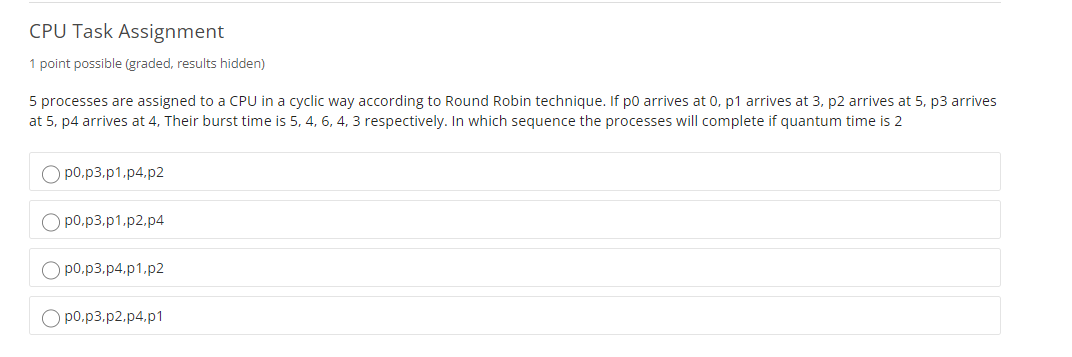 CPU Task Assignment
1 point possible (graded, results hidden)
5 processes are assigned to a CPU in a cyclic way according to Round Robin technique. If p0 arrives at 0, p1 arrives at 3, p2 arrives at 5, p3 arrives
at 5, p4 arrives at 4, Their burst time is 5, 4, 6, 4, 3 respectively. In which sequence the processes will complete if quantum time is 2
p0,p3,p1,p4,p2
p0,p3,p1,p2,p4
p0,p3,p4,p1,p2
p0,p3,p2,p4,p1